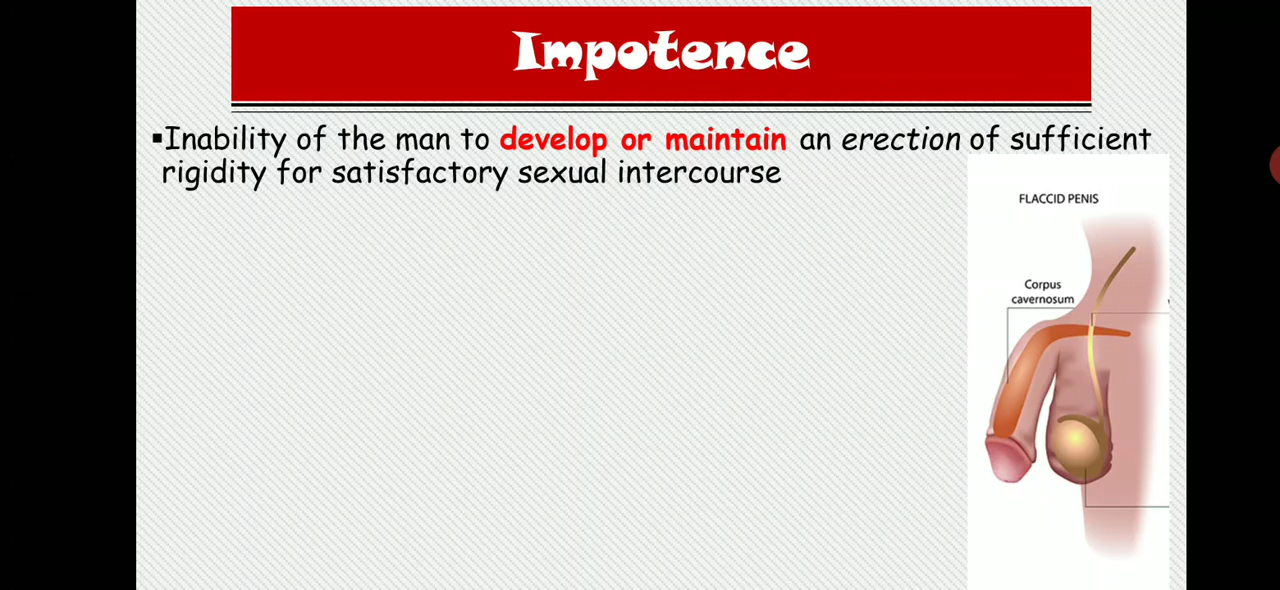 Impotence
▪Inability of the man to develop or maintain an erection of sufficient
rigidity for satisfactory sexual intercourse
FLACCID PENIS
Corpus
cavernosum